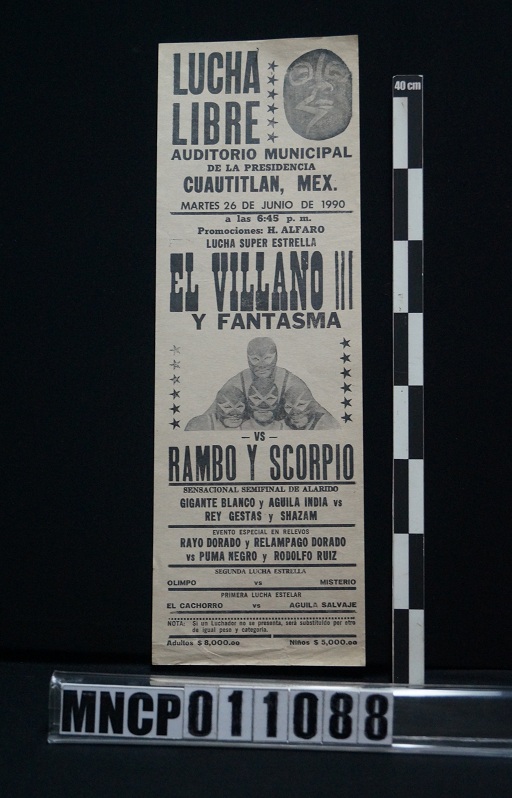 LUCHA
LIBRE
AUDITORIO MUNICIPAL
DE LA PRESIDENCIA
CUAUTITLAN, MEX.
MARTES 26 DE JUNIO DE 1990
a las 6:45 p. m.
Promociones: H. ALFARO
LUCHA SUPER ESTRELLA
EL VILLANO III
Y FANTASMA
- VS -
RAMBO Y SCORPIO
SENSACIONAL SEMIFINAL DE ALARIDO
GIGANTE BLANCO y AGUILA INDIA vs
REY GESTAS y SHAZAM
EVENTO ESPECIAL EN RELEVOS
RAYO DORADO y RELAMPAGO DORADO
vs PUMA NEGRO y RODOLFO RUIZ
SEGUNDA LUCHA ESTRELLA
OLIMPO vs MISTERIO
PRIMERA LUCHA ESTELAR
EL CACHORRO vs AGUILA SALVAJE
NOTA: Si un Luchador no se presenta, será substituido por otro
de igual peso y categoría.
Adultos $ 8,000.00 Niños $ 5,000.00
40 cm
MNCP011088